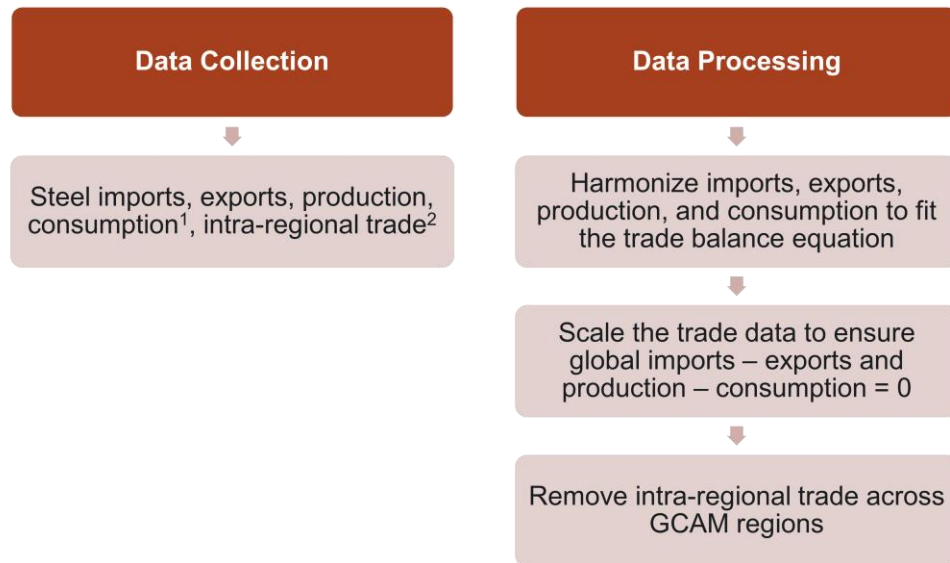 Data Collection
Steel imports, exports, production,
consumption¹, intra-regional trade²
Data Processing
Harmonize imports, exports,
production, and consumption to fit
the trade balance equation
Scale the trade data to ensure
global imports – exports and
production – consumption = 0
Remove intra-regional trade across
GCAM regions